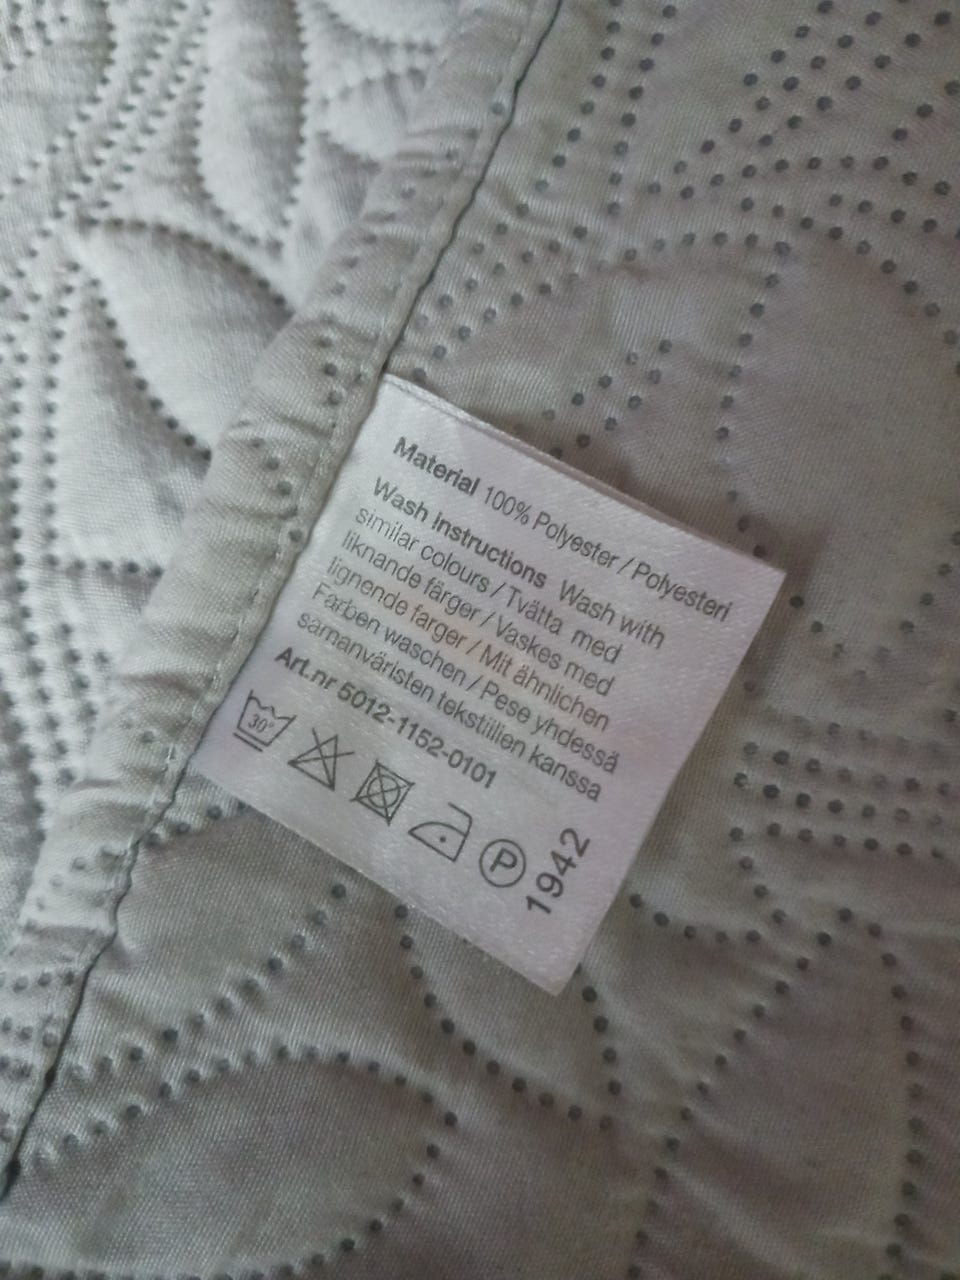 Material 100% Polyester / Polyesteri
Wash Instructions Wash with
similar colours / Tvätta med
liknande färger / Vaskes med
lignende farger / Mit ähnlichen
Farben waschen / Pese yhdessä
samanväristen tekstiilien kanssa
Art.nr 5012-1152-0101
30°
P
1942